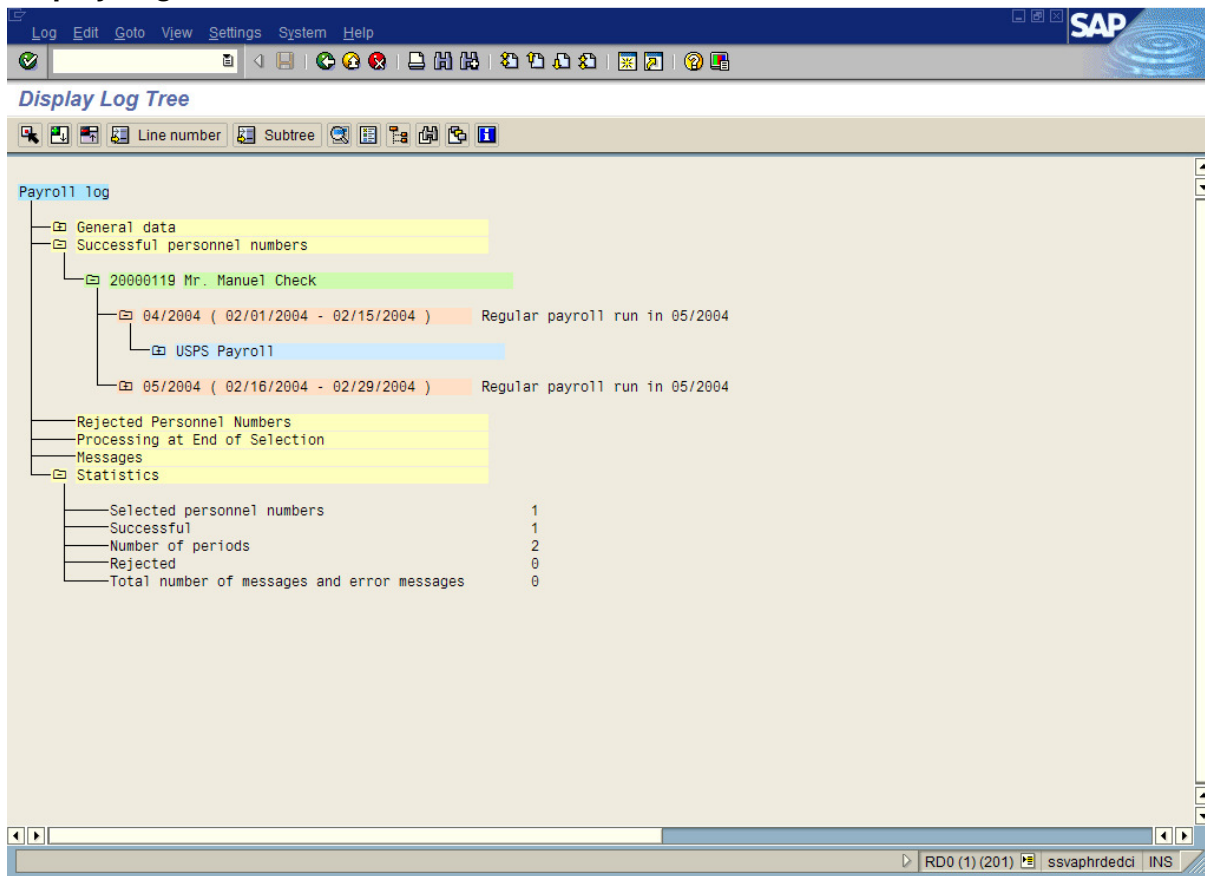 Log Edit Goto View Settings System Help
SAP
Display Log Tree
Line number Subtree
Payroll log
General data
Successful personnel numbers
20000119 Mr. Manuel Check
04/2004 ( 02/01/2004 - 02/15/2004 ) Regular payroll run in 05/2004
USPS Payroll
05/2004 ( 02/16/2004 - 02/29/2004 ) Regular payroll run in 05/2004
Rejected Personnel Numbers
Processing at End of Selection
Messages
Statistics
Selected personnel numbers 1
Successful 1
Number of periods 2
Rejected 0
Total number of messages and error messages 0
RD0 (1) (201) ssvaphrdedci INS